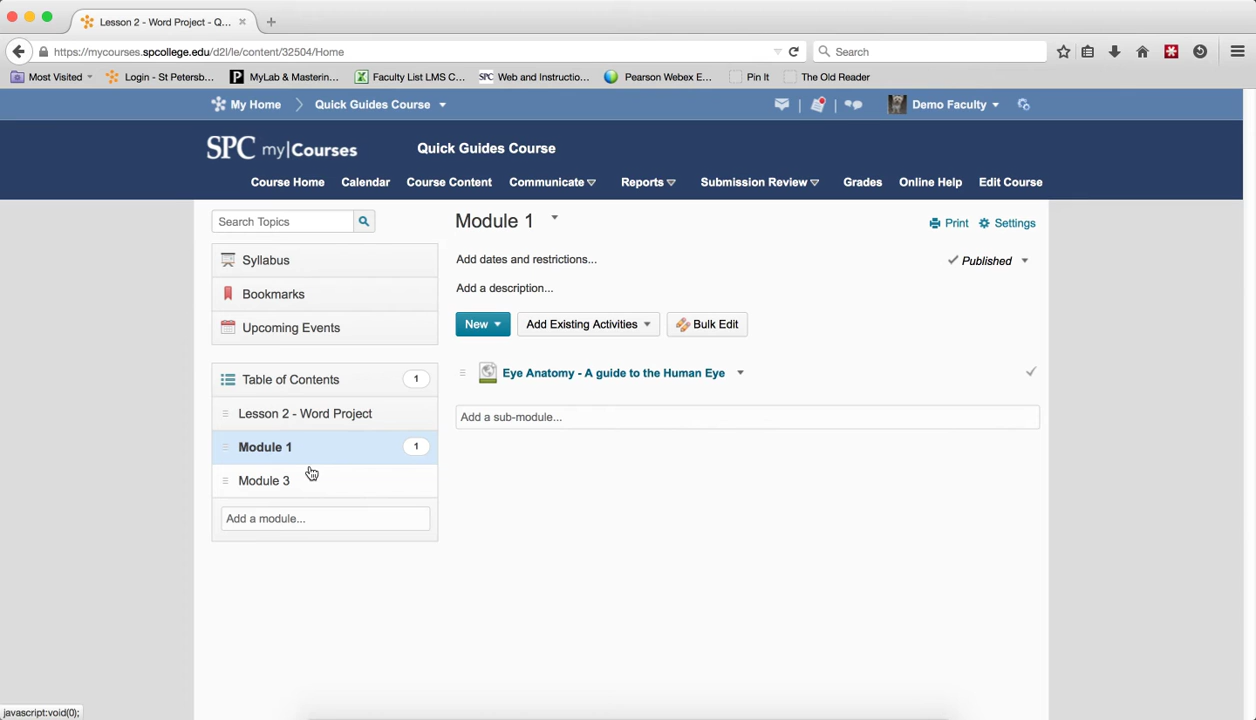 Lesson 2 - Word Project - Q...
https://mycourses.spcollege.edu/d2l/le/content/32504/Home
Search
Most Visited
Login - St Petersb...
MyLab & Mastering...
Faculty List LMS C...
SPC Web and Instructio...
Pearson Webex E...
Pin It
The Old Reader
My Home
Quick Guides Course
Demo Faculty
SPC my|Courses
Quick Guides Course
Course Home
Calendar
Course Content
Communicate
Reports
Submission Review
Grades
Online Help
Edit Course
Search Topics
Syllabus
Bookmarks
Upcoming Events
Table of Contents 1
Lesson 2 - Word Project
Module 1 1
Module 3
Add a module...
Module 1
Print
Settings
Add dates and restrictions...
Published
Add a description...
New
Add Existing Activities
Bulk Edit
Eye Anatomy - A guide to the Human Eye
Add a sub-module...
javascript:void(0);